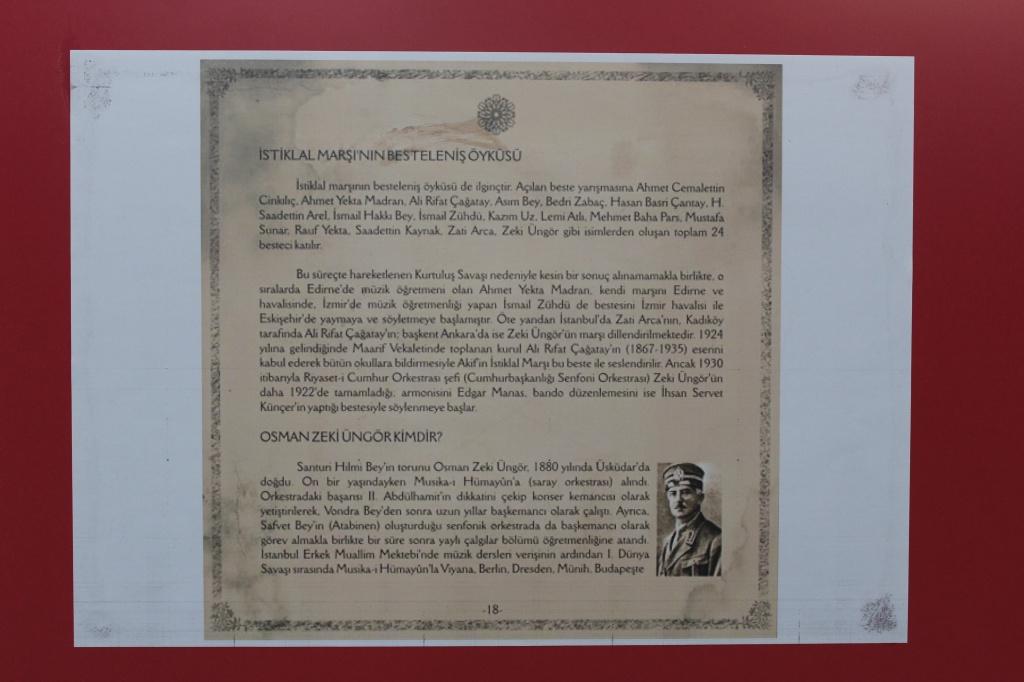 İSTİKLAL MARŞI'NIN BESTELENİŞ ÖYKÜSÜ
İstiklal marşının besteleniş öyküsü de ilginçtir. Açılan beste yarışmasına Ahmet Cemalettin
Cinkılıç, Ahmet Yekta Madran, Ali Rifat Çağatay, Asım Bey, Bedri Zabaç, Hasan Basri Çantay, H.
Saadettin Arel, İsmail Hakkı Bey, İsmail Zühdü, Kazım Uz, Lemi Atlı, Mehmet Baha Pars, Mustafa
Sunar, Rauf Yekta, Saadettin Kaynak, Zati Arca, Zeki Üngör gibi isimlerden oluşan toplam 24
besteci katılır.
Bu süreçte hareketlenen Kurtuluş Savaşı nedeniyle kesin bir sonuç alınamamakla birlikte, o
sıralarda Edirne'de müzik öğretmeni olan Ahmet Yekta Madran, kendi marşını Edirne ve
havalisinde, İzmir'de müzik öğretmenliği yapan İsmail Zühdü de bestesini İzmir havalisi ile
Eskişehir'de yaymaya ve söyletmeye başlamıştır. Öte yandan İstanbul'da Zati Arca'nın, Kadıköy
tarafında Ali Rifat Çağatay'ın; başkent Ankara'da ise Zeki Üngör'ün marşı dillendirilmektedir. 1924
yılına gelindiğinde Maarif Vekaletinde toplanan kurul Ali Rifat Çağatay'ın (1867-1935) eserini
kabul ederek bütün okullara bildirmesiyle Akif'in İstiklal Marşı bu beste ile seslendirilir. Ancak 1930
itibarıyla Riyaset-i Cumhur Orkestrası şefi (Cumhurbaşkanlığı Senfoni Orkestrası) Zeki Üngör'ün
daha 1922'de tamamladığı; armonisini Edgar Manas, bando düzenlemesini ise İhsan Servet
Künçer'in yaptığı bestesiyle söylenmeye başlar.
OSMAN ZEKİ ÜNGÖR KİMDİR?
Santuri Hilmi Bey'in torunu Osman Zeki Üngör, 1880 yılında Üsküdar'da
doğdu. On bir yaşındayken Musıka-i Hümayûn'a (saray orkestrası) alındı.
Orkestradaki başarısı II. Abdülhamit'in dikkatini çekip konser kemancısı olarak
yetiştirilerek, Vondra Bey'den sonra uzun yıllar başkemancı olarak çalıştı. Ayrıca,
Safvet Bey'in (Atabinen) oluşturduğu senfonik orkestrada da başkemancı olarak
görev almakla birlikte bir süre sonra yaylı çalgılar bölümü öğretmenliğine atandı.
İstanbul Erkek Muallim Mektebi'nde müzik dersleri verişinin ardından I. Dünya
Savaşı sırasında Musıka-i Hümayûn'la Viyana, Berlin, Dresden, Münih, Budapeşte
-18-